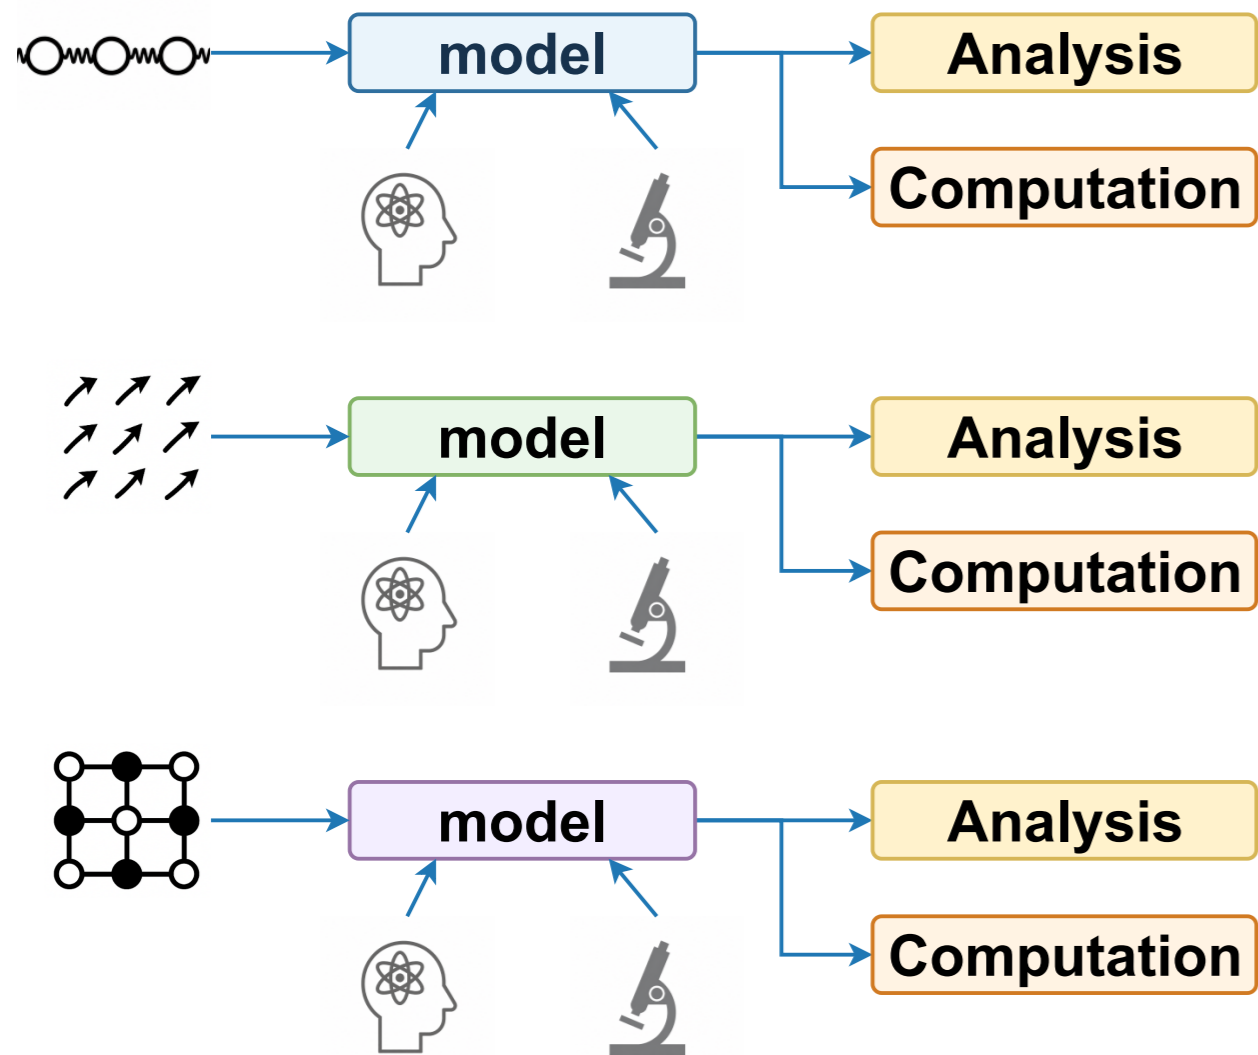 model
Analysis
Computation
model
Analysis
Computation
model
Analysis
Computation